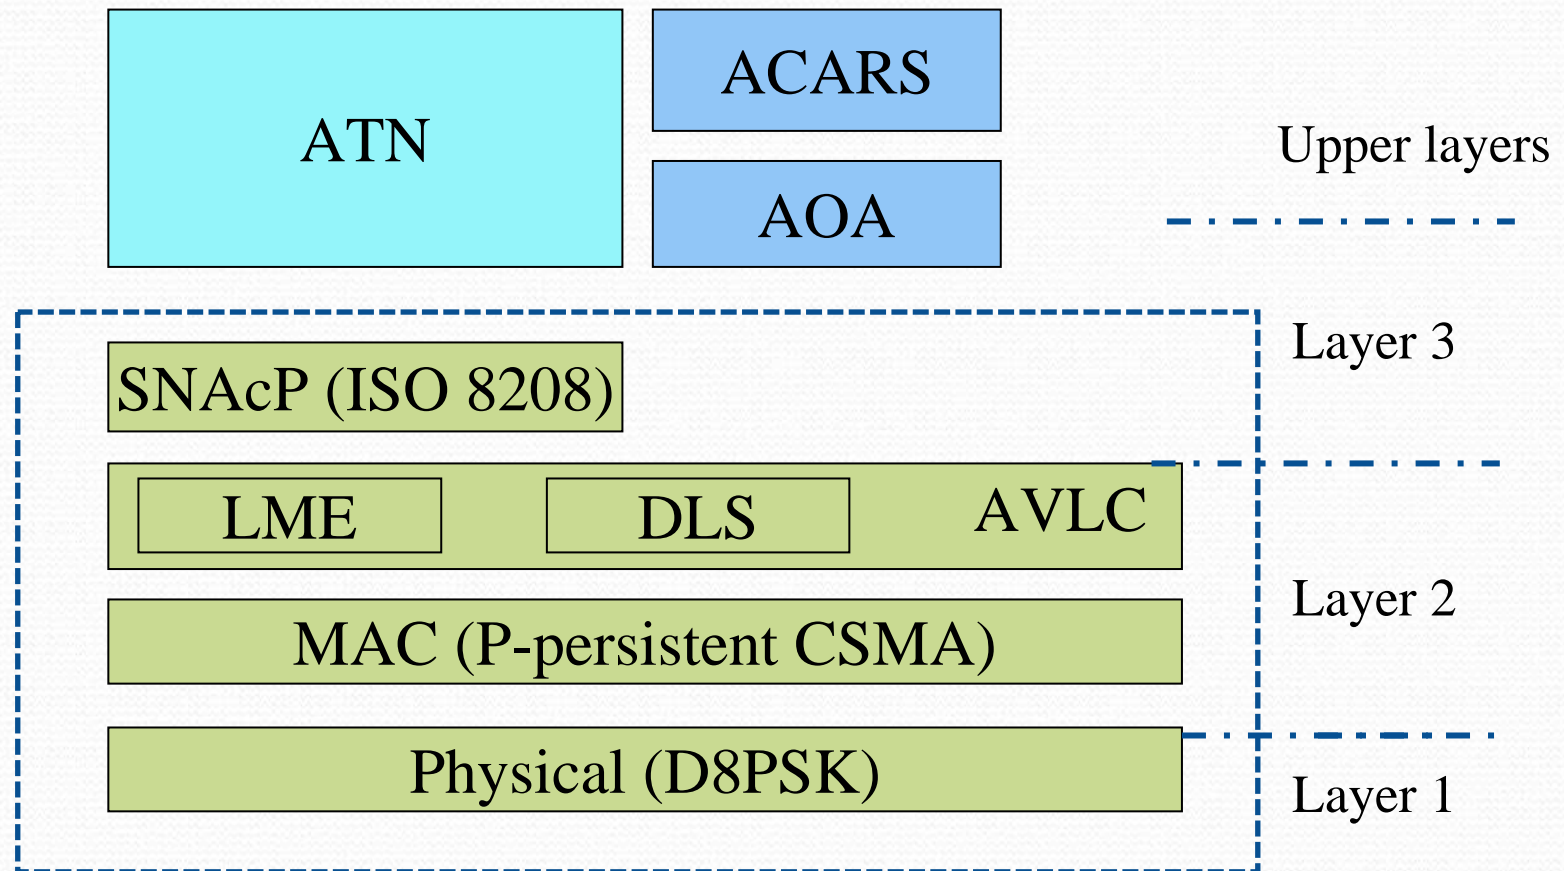 ATN
ACARS
AOA
Upper layers
Layer 3
SNAcP (ISO 8208)
LME
DLS
AVLC
Layer 2
MAC (P-persistent CSMA)
Physical (D8PSK)
Layer 1